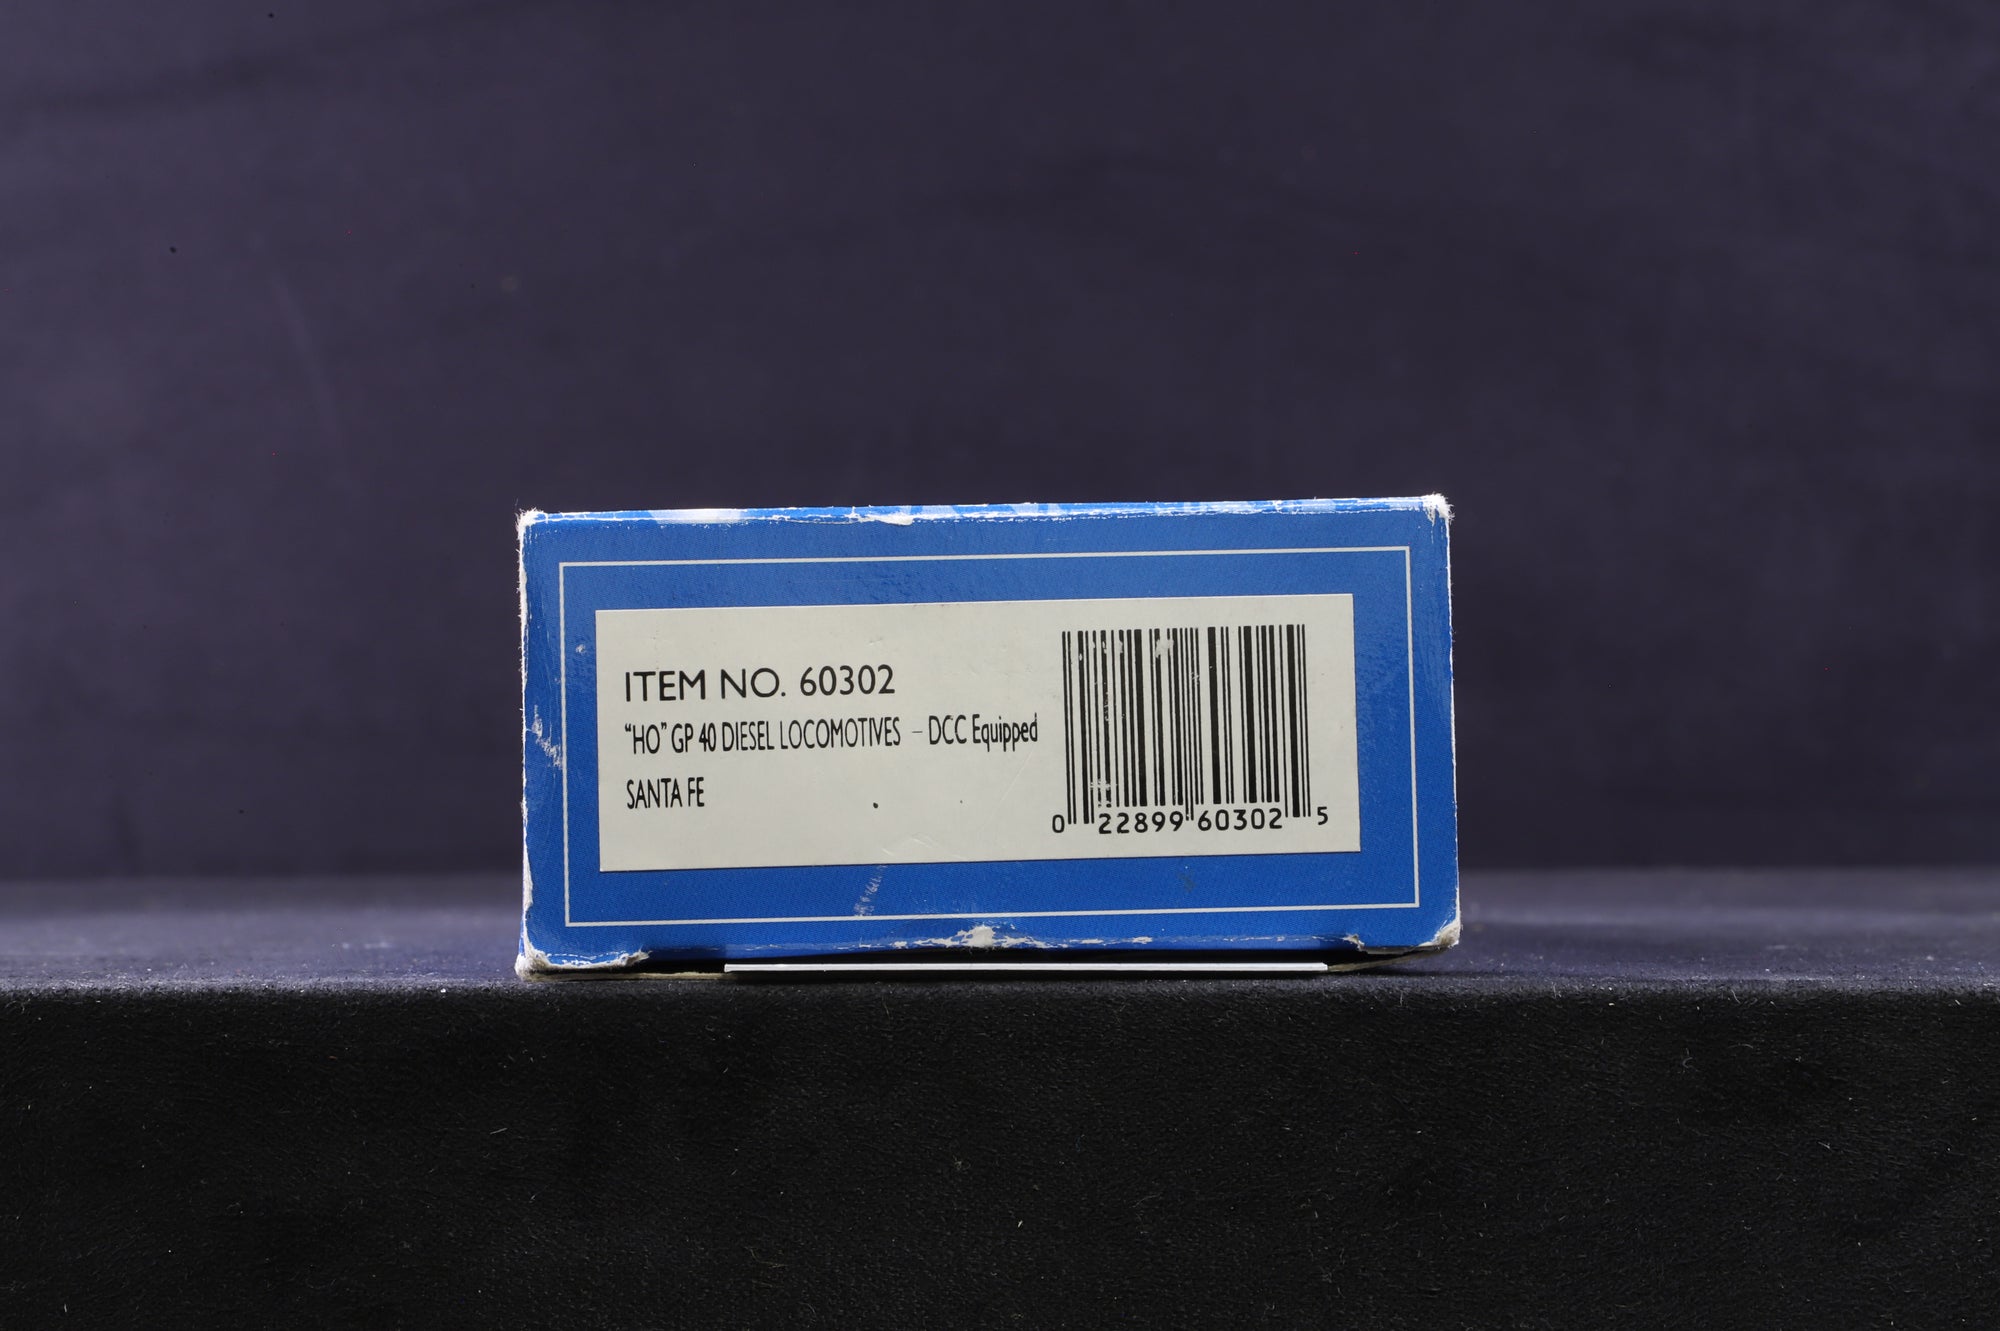 ITEM NO. 60302
“HO” GP 40 DIESEL LOCOMOTIVES – DCC Equipped
SANTA FE
0 22899 60302 5